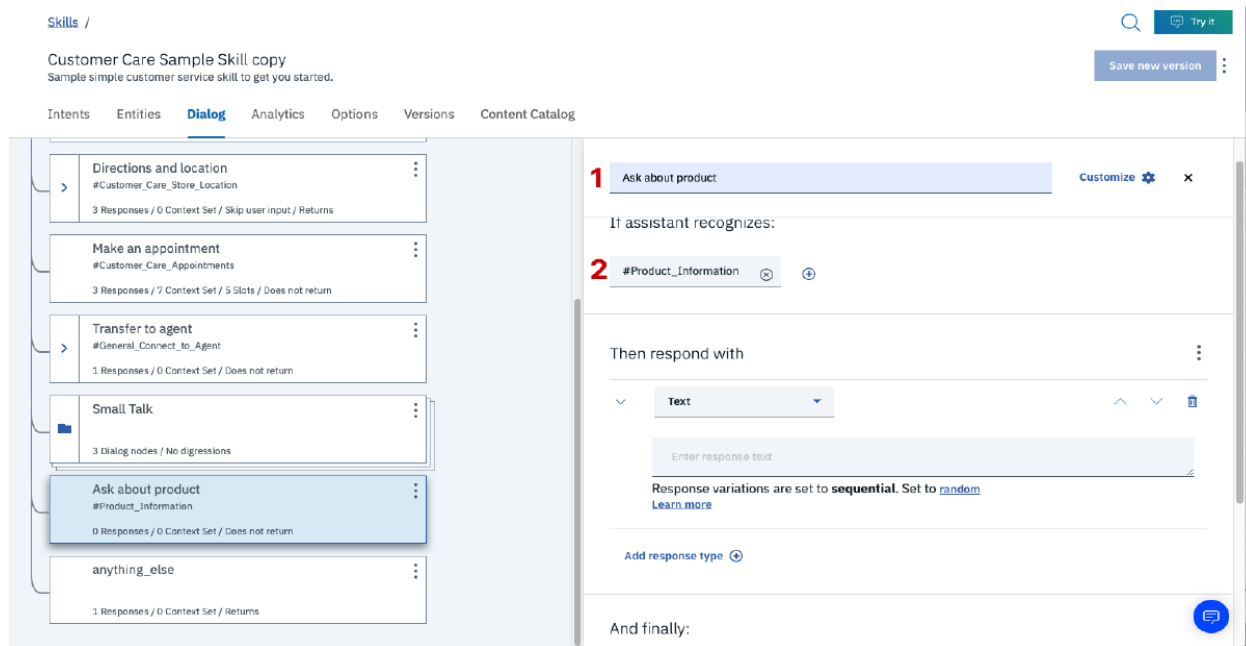 Skills /
Try it
Customer Care Sample Skill copy
Sample simple customer service skill to get you started.
Save new version
Intents Entities Dialog Analytics Options Versions Content Catalog
Directions and location
#Customer_Care_Store_Location
3 Responses / 0 Context Set / Skip user input / Returns
Make an appointment
#Customer_Care_Appointments
3 Responses / 7 Context Set / 5 Slots / Does not return
Transfer to agent
#General_Connect_to_Agent
1 Responses / 0 Context Set / Does not return
Small Talk
3 Dialog nodes / No digressions
Ask about product
#Product_Information
0 Responses / 0 Context Set / Does not return
anything_else
1 Responses / 0 Context Set / Returns
1 Ask about product
Customize
If assistant recognizes:
2 #Product_Information
Then respond with
Text
Enter response text
Response variations are set to sequential. Set to random
Learn more
Add response type
And finally: